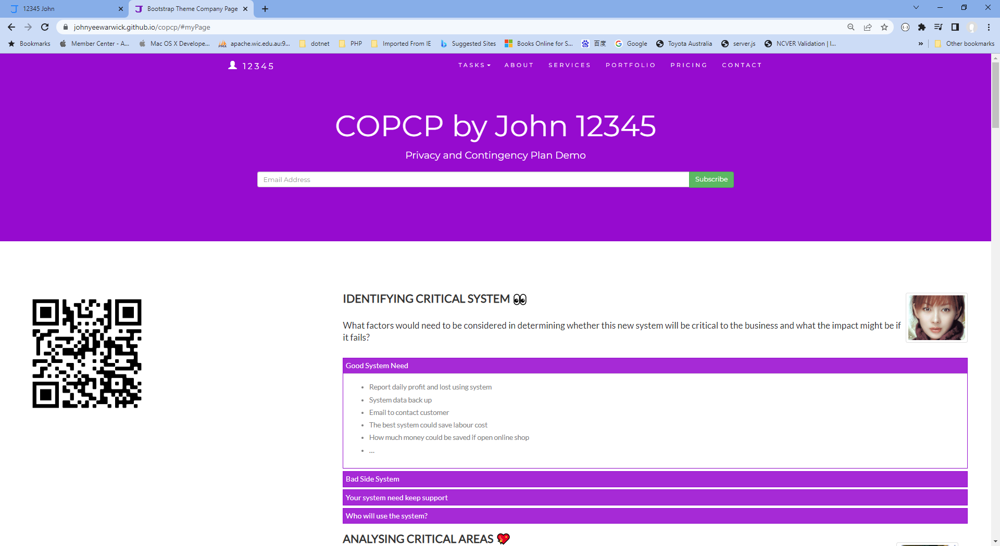 12345 John
Bootstrap Theme Company Page
johnyeewarwick.github.io/copcp/#myPage
Bookmarks
Member Center - A...
Mac OS X Develope...
apache.wic.edu.au:9...
dotnet
PHP
Imported From IE
Suggested Sites
Books Online for S...
百度
Google
Toyota Australia
server.js
NCVER Validation | I...
»
Other bookmarks
12345
TASKS
ABOUT
SERVICES
PORTFOLIO
PRICING
CONTACT
COPCP by John 12345
Privacy and Contingency Plan Demo
Email Address
Subscribe
IDENTIFYING CRITICAL SYSTEM 👀
What factors would need to be considered in determining whether this new system will be critical to the business and what the impact might be if
it fails?
Good System Need
• Report daily profit and lost using system
• System data back up
• Email to contact customer
• The best system could save labour cost
• How much money could be saved if open online shop
• ...
Bad Side System
Your system need keep support
Who will use the system?
ANALYSING CRITICAL AREAS 💖